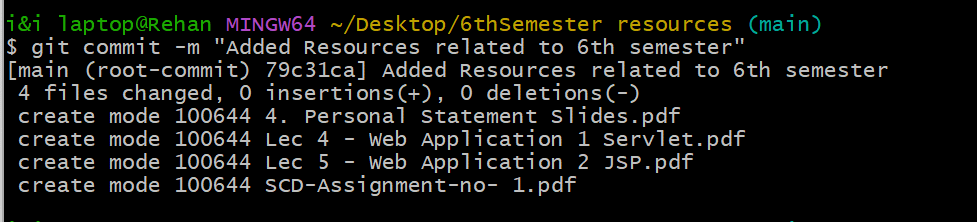 i&i laptop@Rehan MINGW64 ~/Desktop/6thSemester resources (main)
$ git commit -m "Added Resources related to 6th semester"
[main (root-commit) 79c31ca] Added Resources related to 6th semester
 4 files changed, 0 insertions(+), 0 deletions(-)
 create mode 100644 4. Personal Statement Slides.pdf
 create mode 100644 Lec 4 - Web Application 1 Servlet.pdf
 create mode 100644 Lec 5 - Web Application 2 JSP.pdf
 create mode 100644 SCD-Assignment-no- 1.pdf